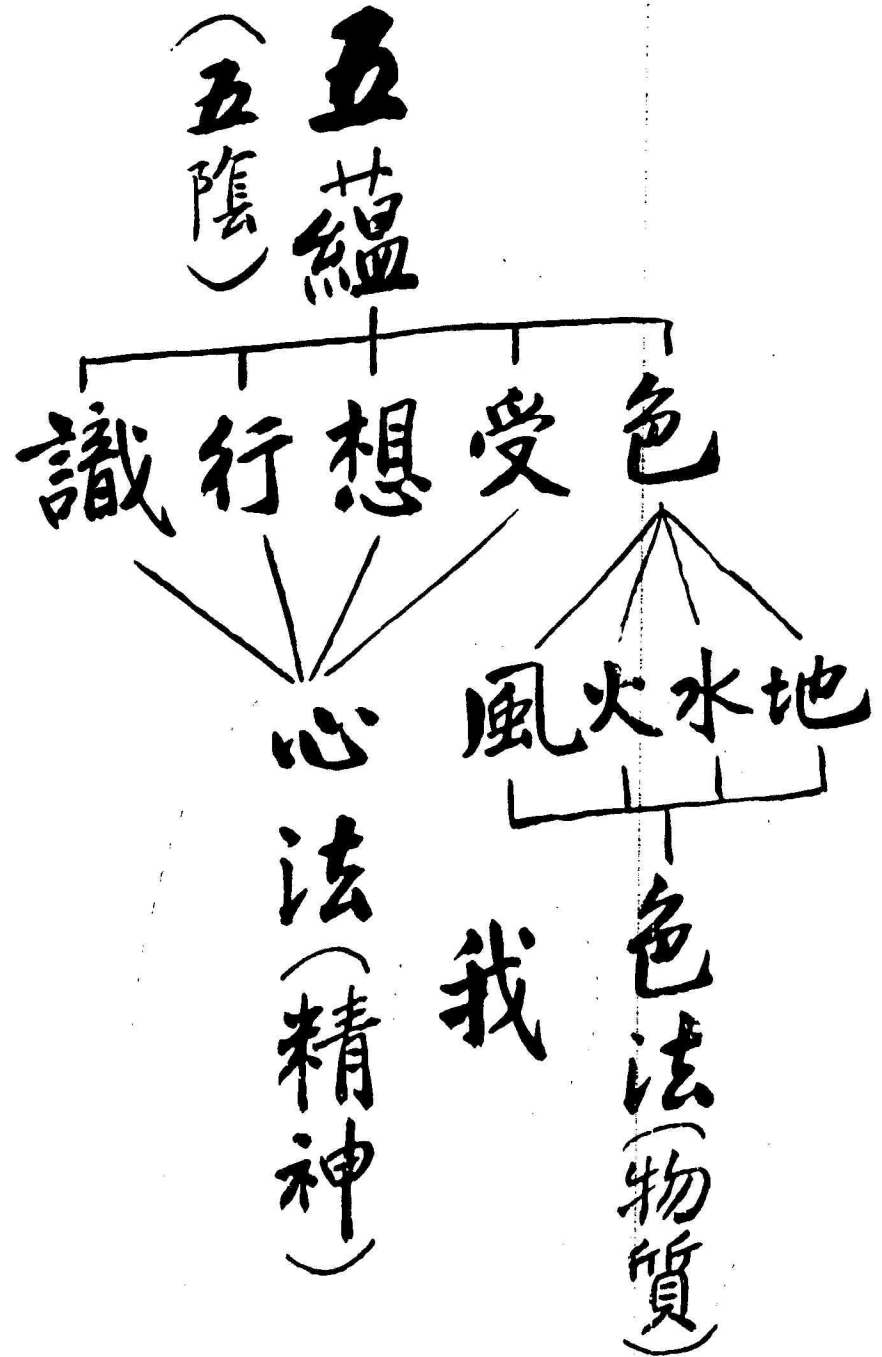 五蘊
（五陰）
色受想行識
地水火風
色法（物質）
我
心法（精神）